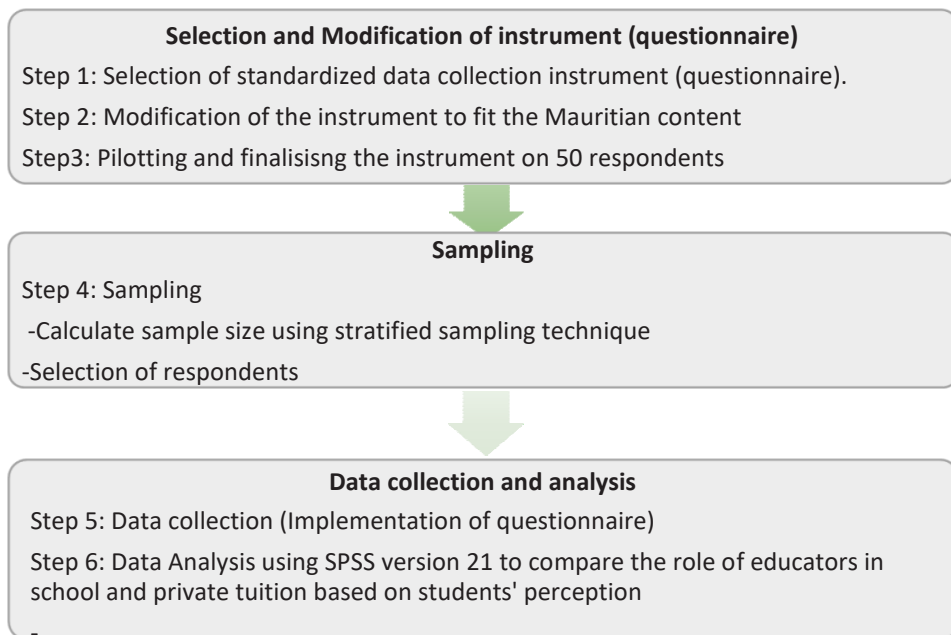 Selection and Modification of instrument (questionnaire)
Step 1: Selection of standardized data collection instrument (questionnaire).
Step 2: Modification of the instrument to fit the Mauritian content
Step3: Pilotting and finalisisng the instrument on 50 respondents
Sampling
Step 4: Sampling
-Calculate sample size using stratified sampling technique
-Selection of respondents
Data collection and analysis
Step 5: Data collection (Implementation of questionnaire)
Step 6: Data Analysis using SPSS version 21 to compare the role of educators in
school and private tuition based on students' perception
-